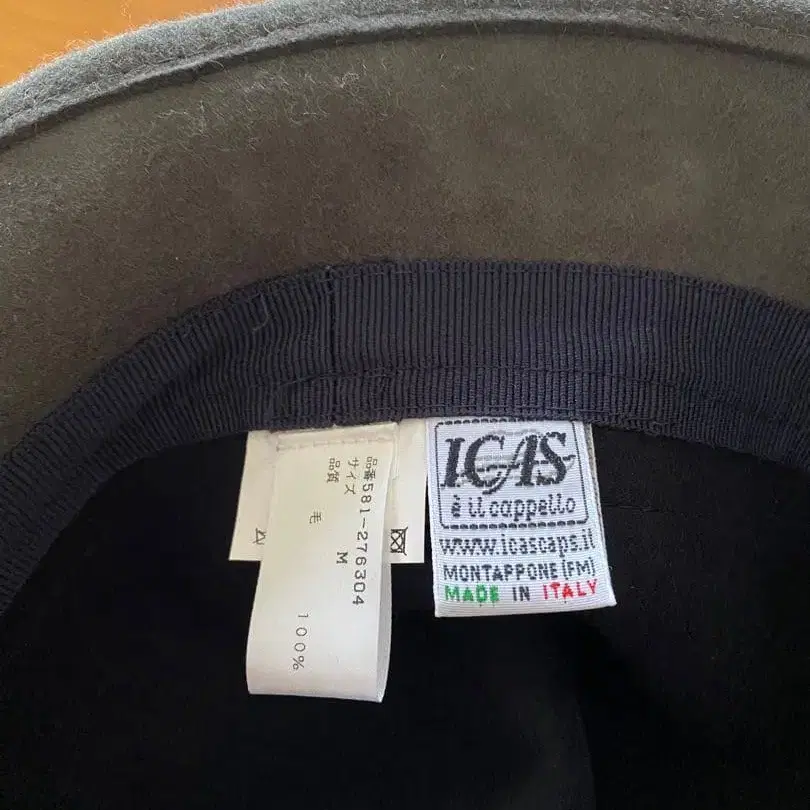 品番581-276304
サイズ M
品質 毛 100%
ICAS
è il cappello
www.icascaps.it
MONTAPPONE(FM)
MADE IN ITALY